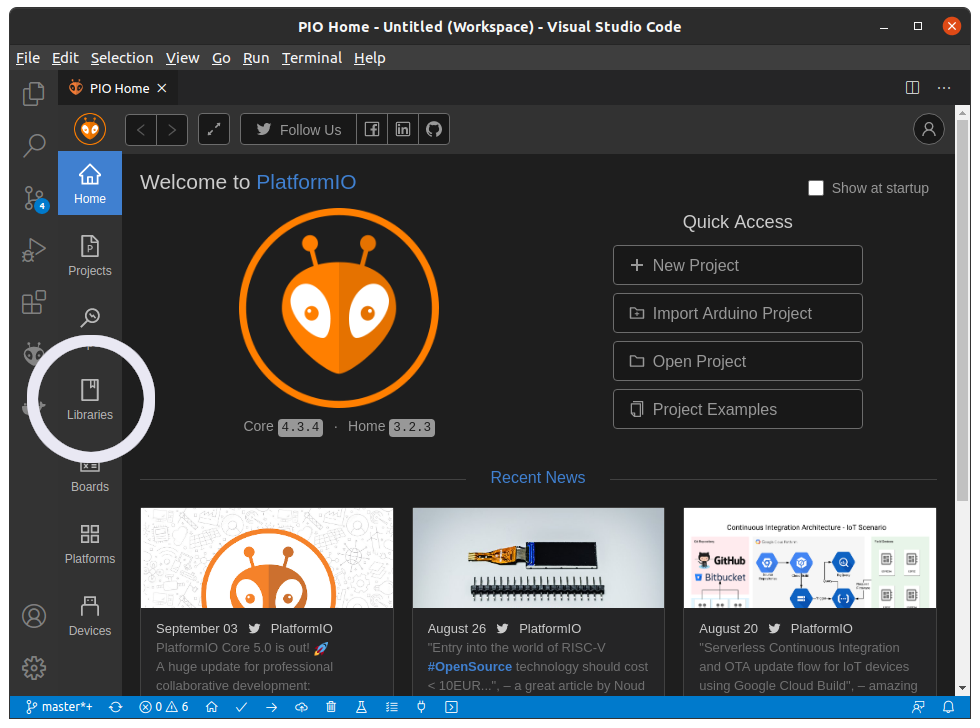 PIO Home - Untitled (Workspace) - Visual Studio Code
File Edit Selection View Go Run Terminal Help
PIO Home
Follow Us
4
Home
Projects
Libraries
Boards
Platforms
Devices
Welcome to PlatformIO
Show at startup
Core 4.3.4 · Home 3.2.3
Quick Access
New Project
Import Arduino Project
Open Project
Project Examples
Recent News
September 03 PlatformIO
PlatformIO Core 5.0 is out! 🚀
A huge update for professional
collaborative development:
August 26 PlatformIO
"Entry into the world of RISC-V
#OpenSource technology should cost
< 10EUR...", – a great article by Noud
Continuous Integration Architecture - IoT Scenario
GitHub
Bitbucket
August 20 PlatformIO
"Serverless Continuous Integration
and OTA update flow for IoT devices
using Google Cloud Build", – amazing
master*+ 0 6